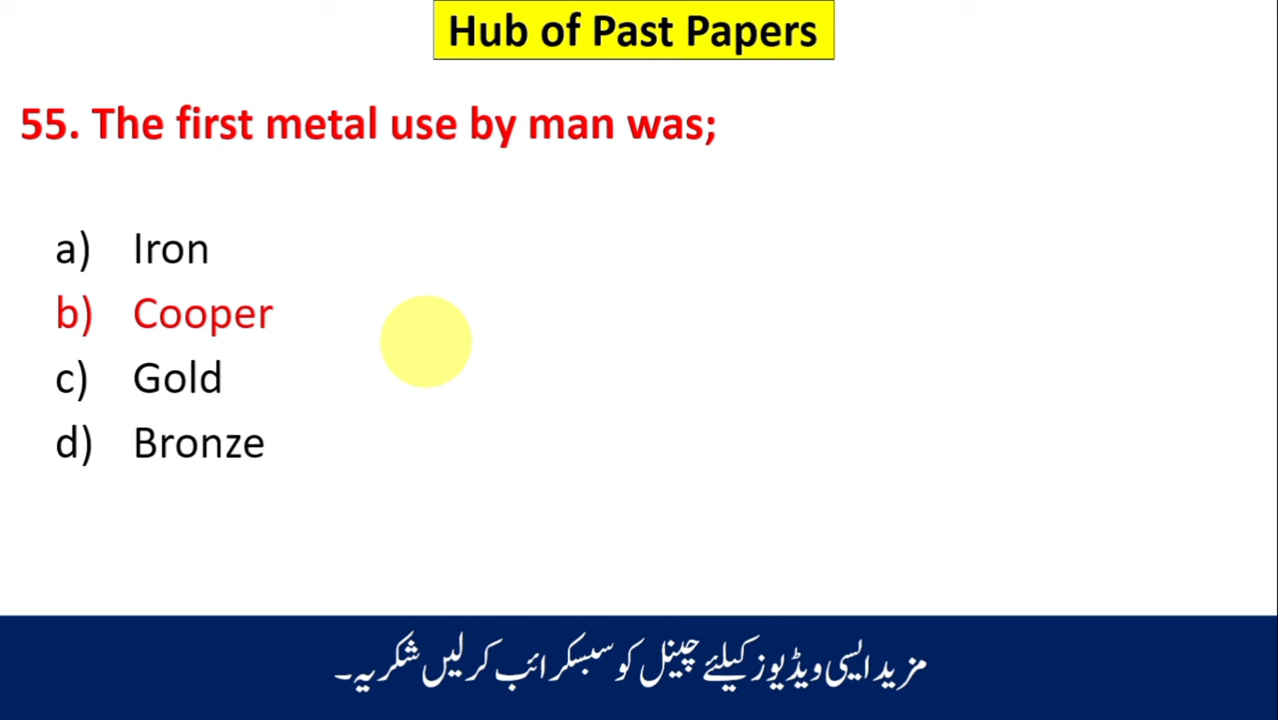 Hub of Past Papers
55. The first metal use by man was;
a) Iron
b) Cooper
c) Gold
d) Bronze
مزید ایسی ویڈیوز کیلئے چینل کو سبسکرائب کر لیں شکریہ۔